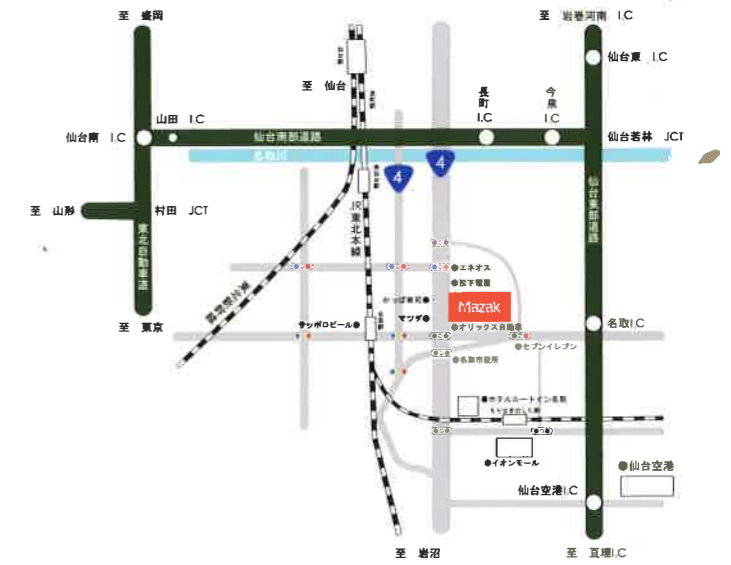 至 盛岡
至 岩巻河南 I.C
仙台東 I.C
至 仙台
長町 I.C
今泉 I.C
山田 I.C
仙台南 I.C
仙台南部道路
仙台若林 JCT
名取川
4
4
至 山形
村田 JCT
東北自動車道
JR東北本線
仙台東部道路
エネオス
松下電器
かっぱ寿司
Mazak
マツダ
オリックス自動車
東北新幹線
至 東京
サッポロビール
名取I.C
セブンイレブン
名取市役所
ホテルルートイン名取
イオンモール
仙台空港
仙台空港I.C
至 岩沼
至 亘理I.C